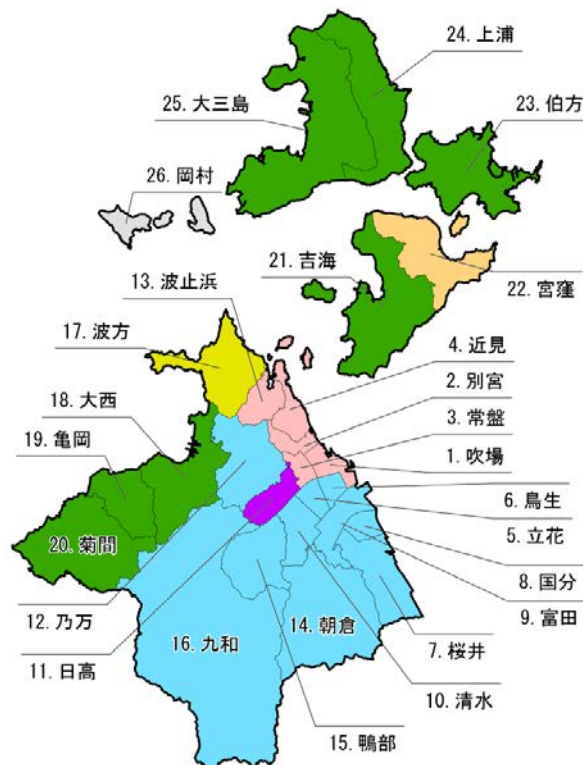 24. 上浦
25. 大三島
23. 伯方
26. 岡村
21. 吉海
13. 波止浜
22. 宮窪
17. 波方
4. 近見
2. 別宮
18. 大西
3. 常盤
19. 亀岡
1. 吹場
6. 鳥生
20. 菊間
5. 立花
8. 国分
12. 乃万
9. 富田
16. 九和
14. 朝倉
7. 桜井
11. 日高
10. 清水
15. 鴨部